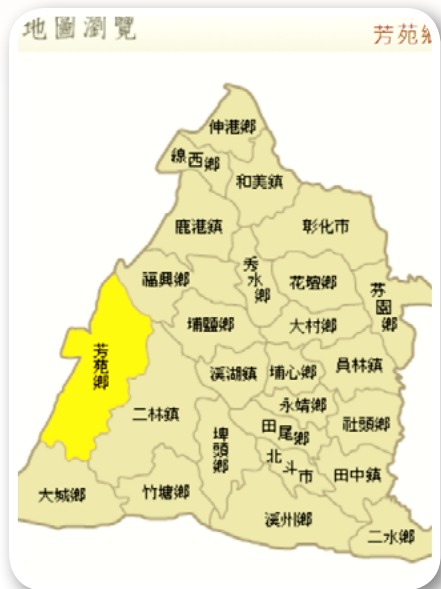 地圖瀏覽
芳苑鄉
伸港鄉
線西鄉
和美鎮
鹿港鎮
彰化市
秀水鄉
福興鄉
花壇鄉
芬園鄉
埔鹽鄉
大村鄉
芳苑鄉
溪湖鎮
埔心鄉
員林鎮
永靖鄉
二林鎮
埤頭鄉
田尾鄉
社頭鄉
北斗市
田中鎮
大城鄉
竹塘鄉
溪州鄉
二水鄉